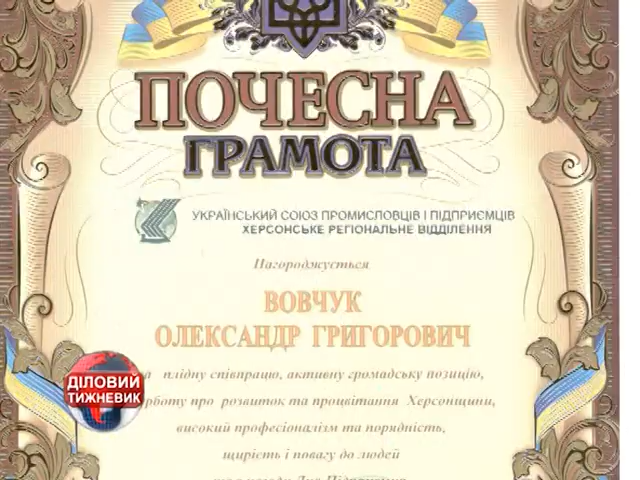 ПОЧЕСНА
ГРАМОТА
УКРАЇНСЬКИЙ СОЮЗ ПРОМИСЛОВЦІВ І ПІДПРИЄМЦІВ
ХЕРСОНСЬКЕ РЕГІОНАЛЬНЕ ВІДДІЛЕННЯ
Нагороджується
ВОВЧУК
ОЛЕКСАНДР ГРИГОРОВИЧ
плідну співпрацю, активну громадську позицію,
ДІЛОВИЙ
ТИЖНЕВИК
про розвиток та процвітання Херсонщини,
високий професіоналізм та порядність,
щирість і повагу до людей